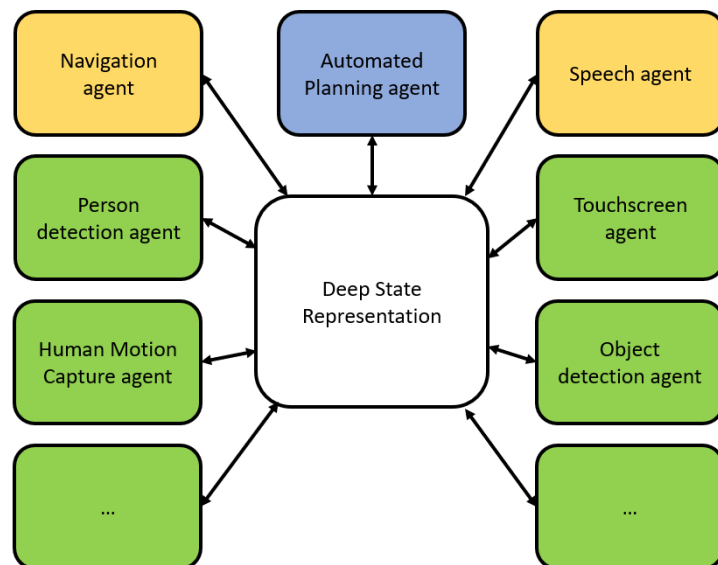 Navigation
agent
Automated
Planning agent
Speech agent
Person
detection agent
Touchscreen
agent
Deep State
Representation
Human Motion
Capture agent
Object
detection agent
...
...